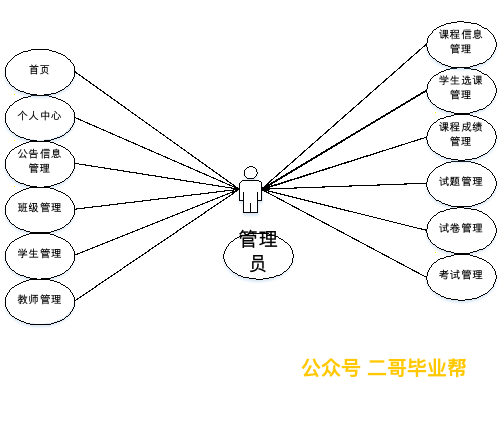 首页
个人中心
公告信息
管理
班级管理
学生管理
教师管理
管理
员
课程信息
管理
学生选课
管理
课程成绩
管理
试题管理
试卷管理
考试管理
公众号 二哥毕业帮